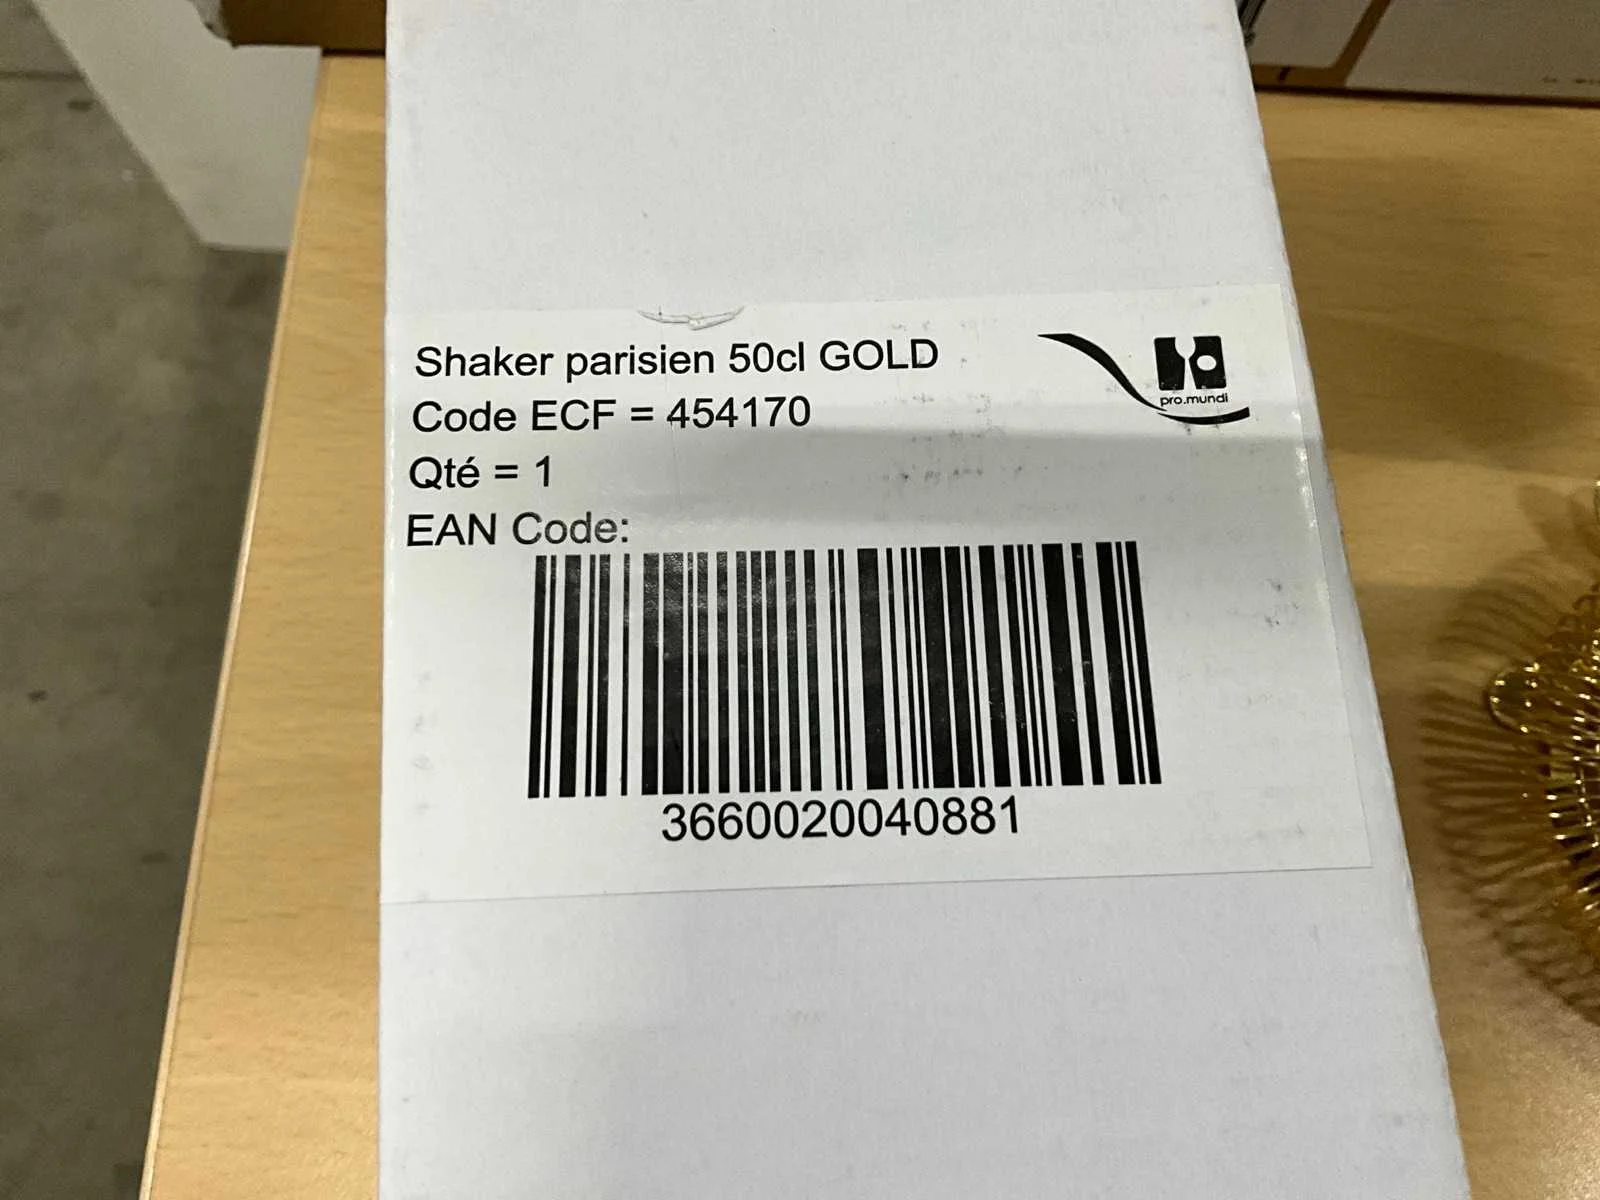 Shaker parisien 50cl GOLD
pro.mundi
Code ECF = 454170
Qté = 1
EAN Code:
3660020040881